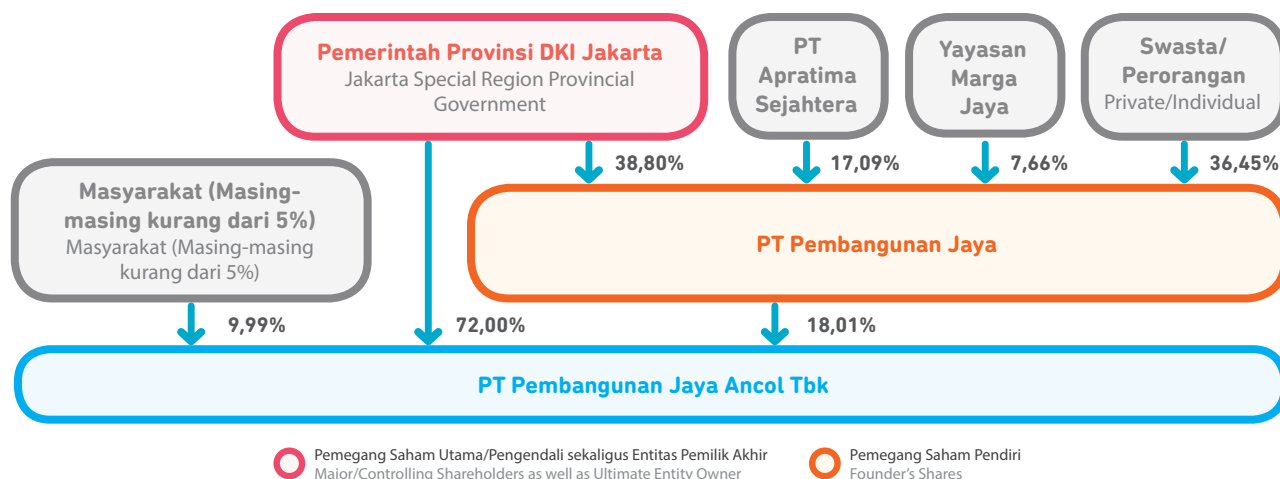 Pemerintah Provinsi DKI Jakarta
Jakarta Special Region Provincial
Government
PT
Apratima
Sejahtera
Yayasan
Marga
Jaya
Swasta/
Perorangan
Private/Individual
38,80%
17,09%
7,66%
36,45%
Masyarakat (Masing-
masing kurang dari 5%)
Masyarakat (Masing-masing
kurang dari 5%)
PT Pembangunan Jaya
9,99%
72,00%
18,01%
PT Pembangunan Jaya Ancol Tbk
Pemegang Saham Utama/Pengendali sekaligus Entitas Pemilik Akhir
Major/Controlling Shareholders as well as Ultimate Entity Owner
Pemegang Saham Pendiri
Founder's Shares